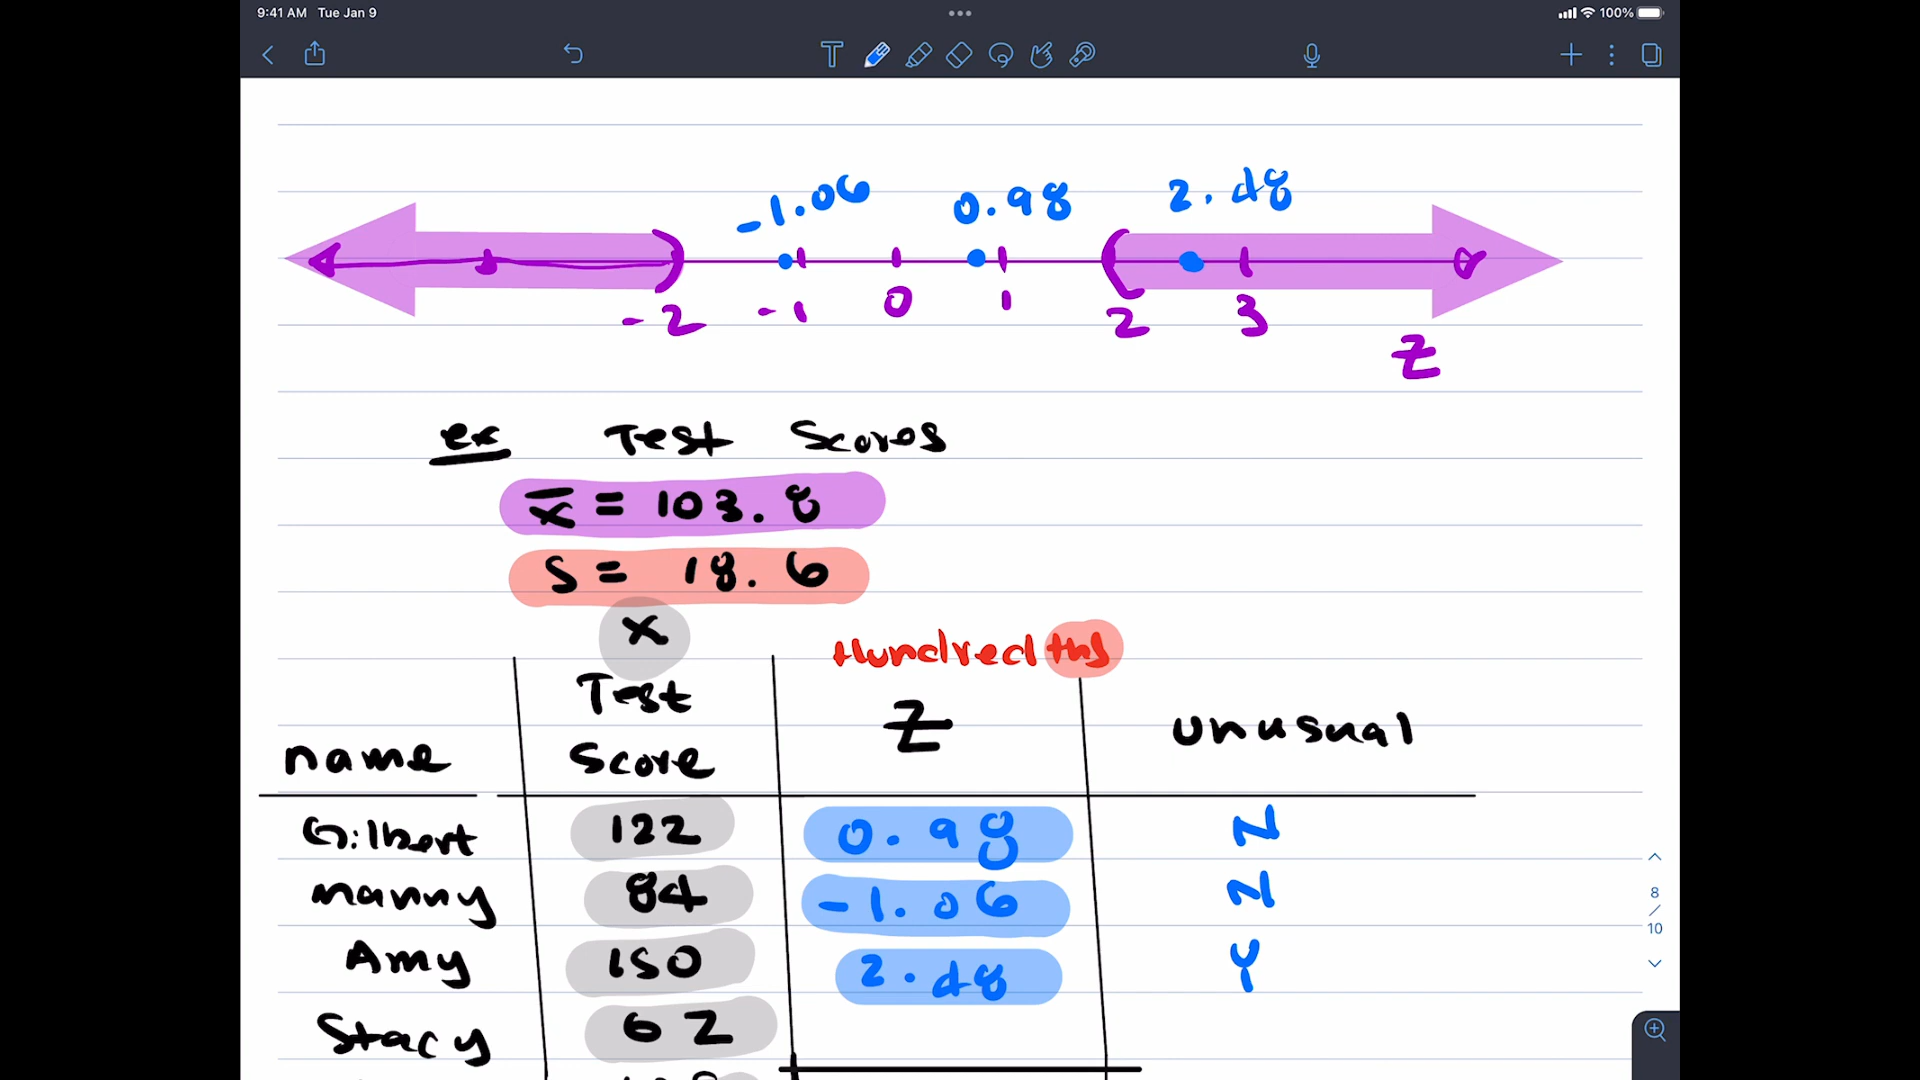 9:41 AM Tue Jan 9
100%
-1.06 0.98 2.48
-2 -1 0 1 2 3
Z
ex Test Scores
x̄ = 103.8
S = 18.6
x
Hundredths
name Test Score Z unusual
Gilbert 122 0.98 N
manny 84 -1.06 N
Amy 150 2.48 Y
Stacy 62
8
/
10